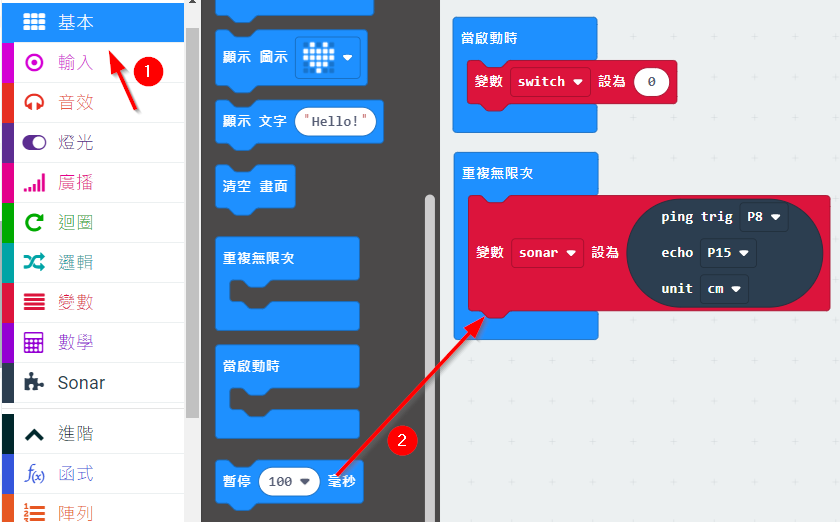 基本
輸入
音效
燈光
廣播
迴圈
邏輯
變數
數學
Sonar
進階
f(x) 函式
陣列
1
顯示 圖示
顯示 文字 "Hello!"
清空 畫面
重複無限次
當啟動時
暫停 100 毫秒
2
當啟動時
變數 switch 設為 0
重複無限次
變數 sonar 設為
ping trig P8
echo P15
unit cm